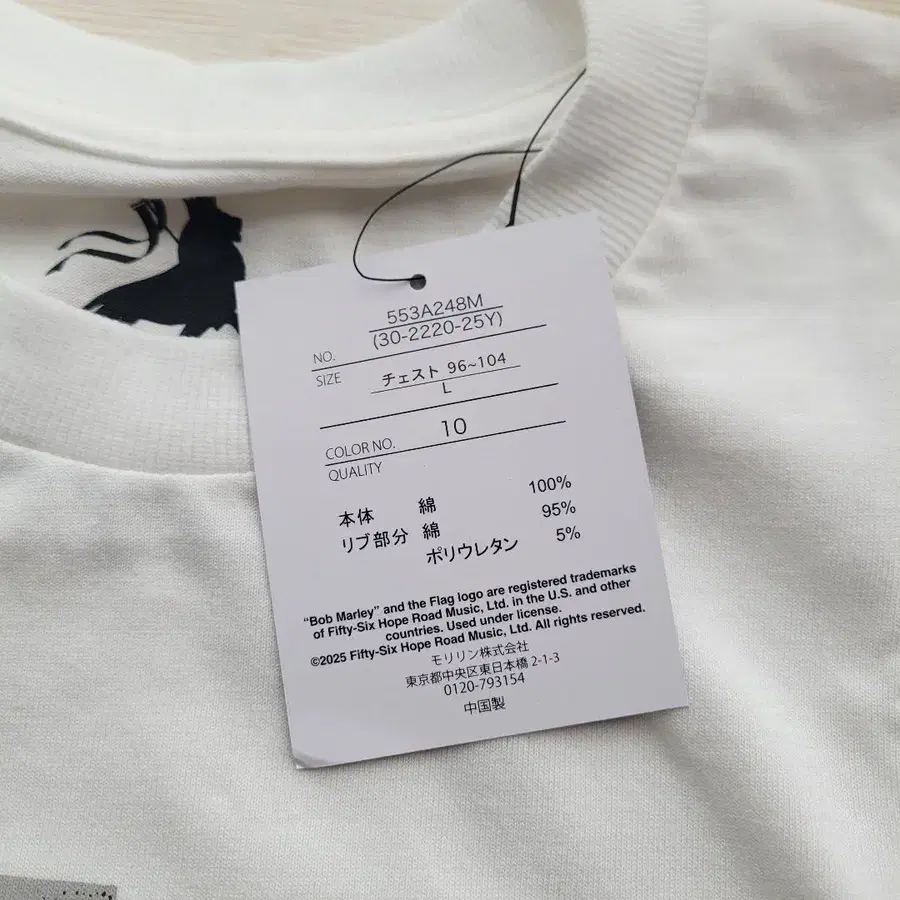 553A248M
NO. (30-2220-25Y)
SIZE チェスト 96~104
L
COLOR NO. 10
QUALITY
本体 綿 100%
リブ部分 綿 95%
ポリウレタン 5%
“Bob Marley” and the Flag logo are registered trademarks
of Fifty-Six Hope Road Music, Ltd. in the U.S. and other
countries. Used under license.
©2025 Fifty-Six Hope Road Music, Ltd. All rights reserved.
モリリン株式会社
東京都中央区東日本橋 2-1-3
0120-793154
中国製